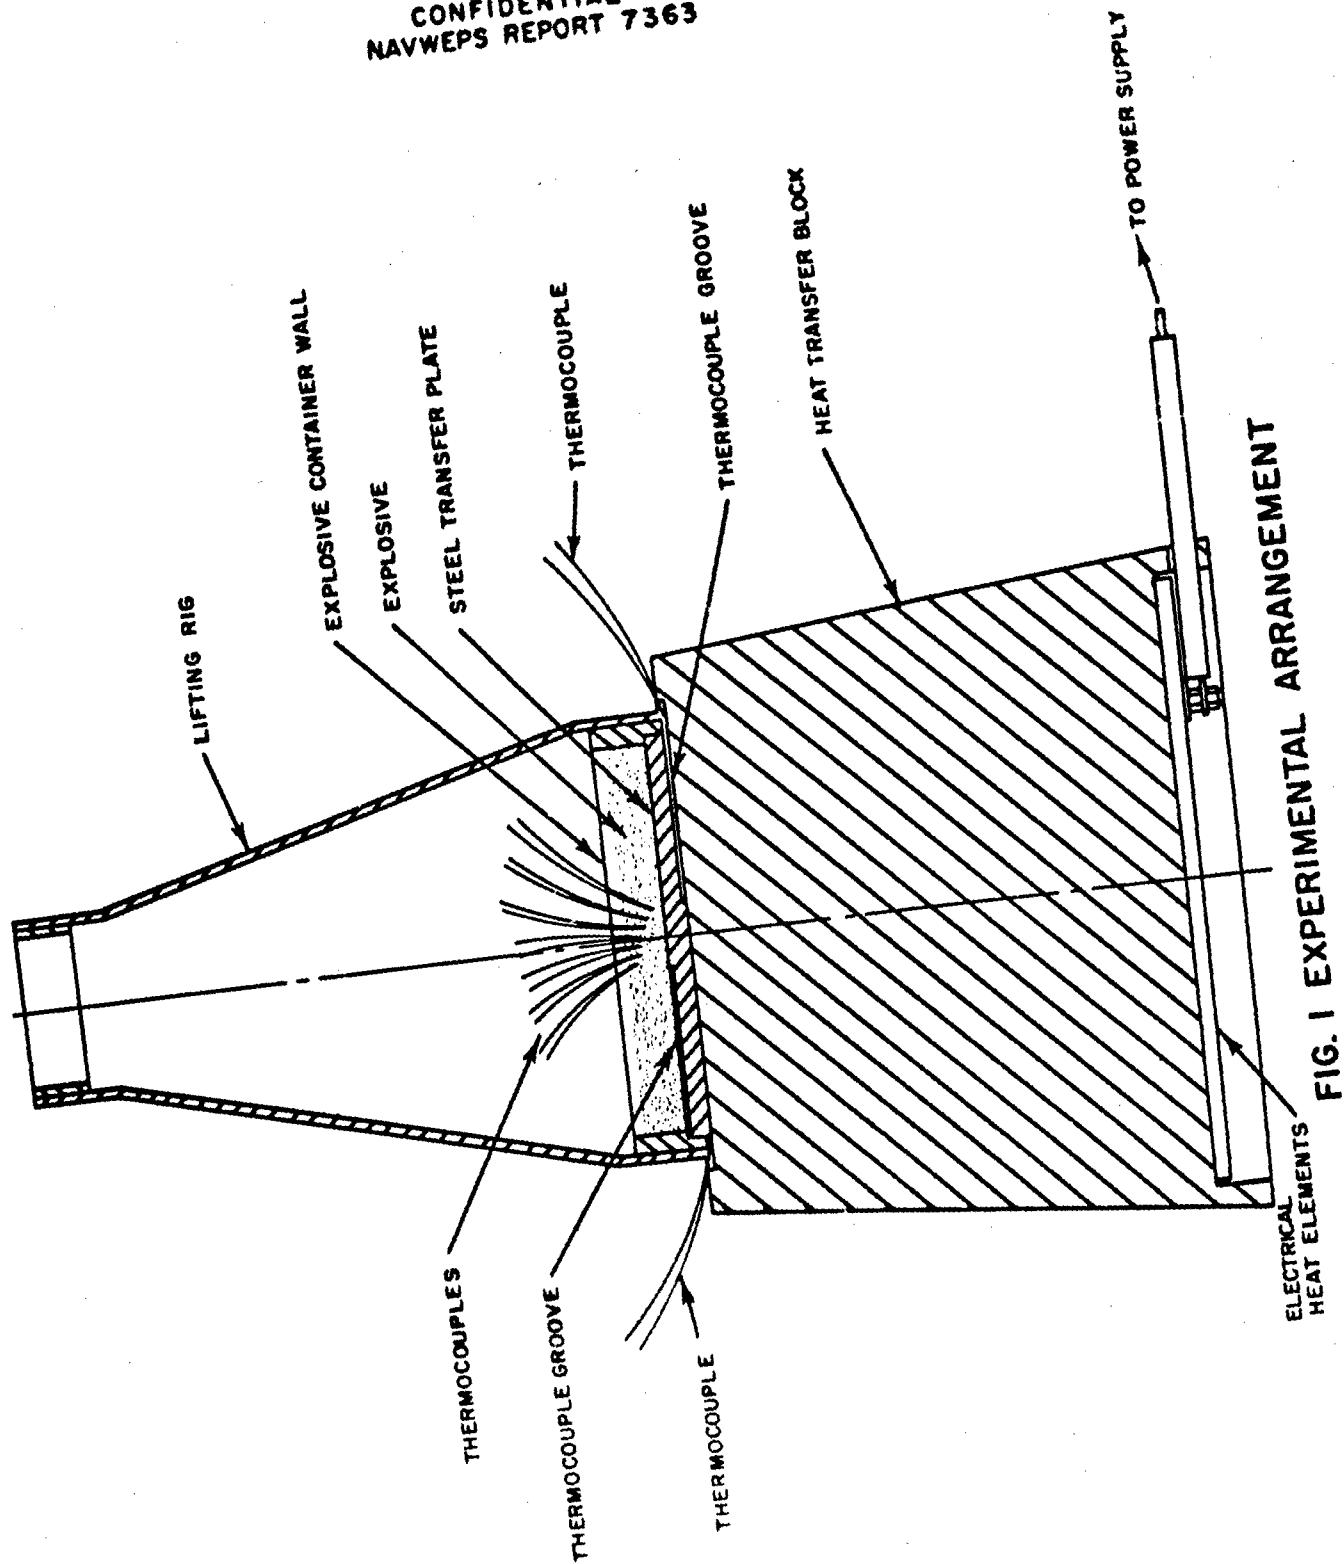 CONFIDENTIAL
NAVWEPS REPORT 7363
TO POWER SUPPLY
LIFTING RIG
EXPLOSIVE CONTAINER WALL
EXPLOSIVE
STEEL TRANSFER PLATE
THERMOCOUPLE
THERMOCOUPLE GROOVE
HEAT TRANSFER BLOCK
THERMOCOUPLES
THERMOCOUPLE GROOVE
THERMOCOUPLE
ELECTRICAL
HEAT ELEMENTS
FIG. 1 EXPERIMENTAL ARRANGEMENT